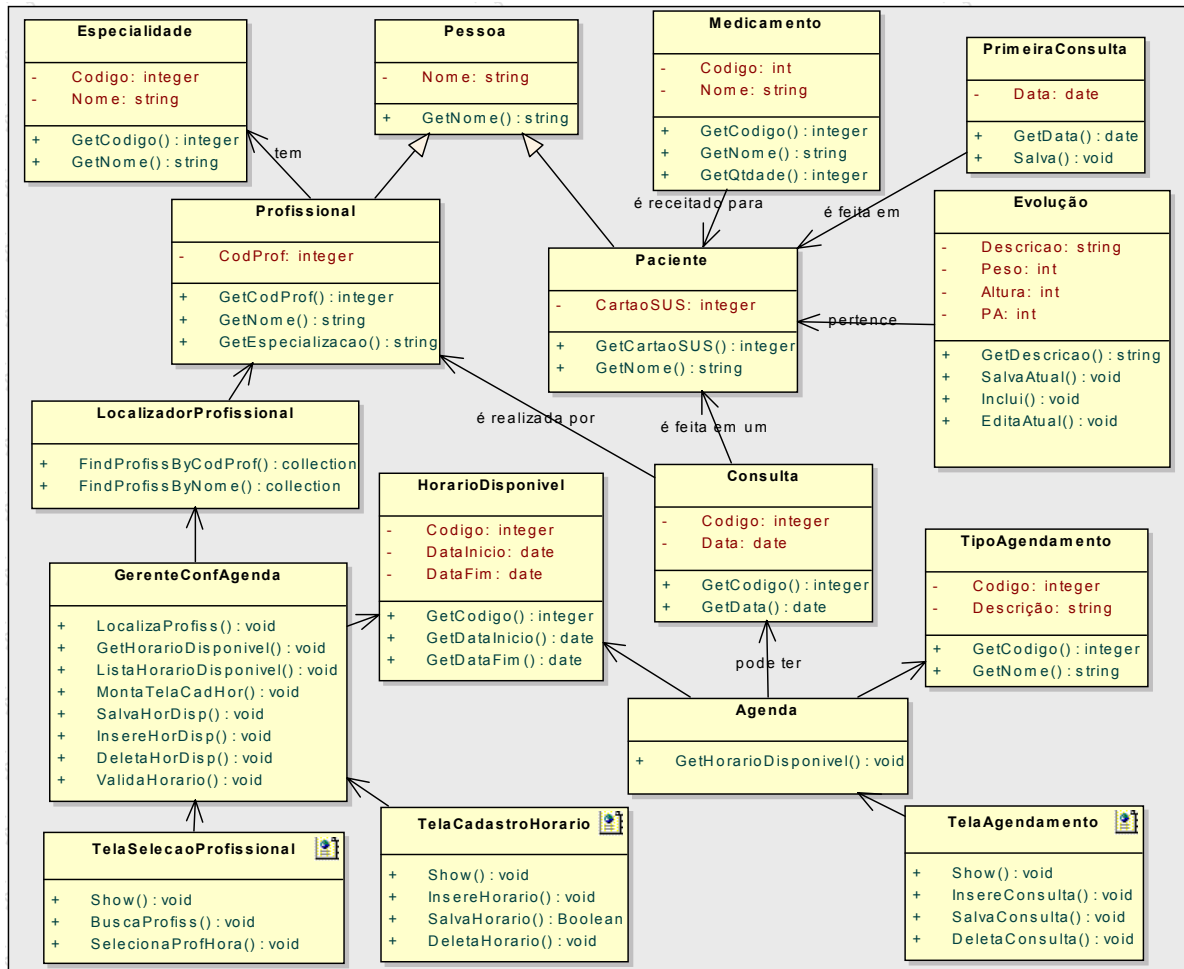 Especialidade
- Codigo: integer
- Nome: string
+ GetCodigo() : integer
+ GetNome() : string
Pessoa
- Nome: string
+ GetNome() : string
Medicamento
- Codigo: int
- Nome: string
+ GetCodigo() : integer
+ GetNome() : string
+ GetQtdade() : integer
PrimeiraConsulta
- Data: date
+ GetData() : date
+ Salva() : void
tem
é receitado para
é feita em
Profissional
- CodProf: integer
+ GetCodProf() : integer
+ GetNome() : string
+ GetEspecializacao() : string
Paciente
- CartaoSUS: integer
+ GetCartaoSUS() : integer
+ GetNome() : string
pertence
Evolução
- Descricao: string
- Peso: int
- Altura: int
- PA: int
+ GetDescricao() : string
+ SalvaAtual() : void
+ Inclui() : void
+ EditaAtual() : void
LocalizadorProfissional
+ FindProfissByCodProf() : collection
+ FindProfissByNome() : collection
é realizada por
é feita em um
HorarioDisponivel
- Codigo: integer
- DataInicio: date
- DataFim: date
+ GetCodigo() : integer
+ GetDataInicio() : date
+ GetDataFim() : date
Consulta
- Codigo: integer
- Data: date
+ GetCodigo() : integer
+ GetData() : date
TipoAgendamento
- Codigo: integer
- Descrição: string
+ GetCodigo() : integer
+ GetNome() : string
GerenteConfAgenda
+ LocalizaProfiss() : void
+ GetHorarioDisponivel() : void
+ ListaHorarioDisponivel() : void
+ MontaTelaCadHor() : void
+ SalvaHorDisp() : void
+ InsereHorDisp() : void
+ DeletaHorDisp() : void
+ ValidaHorario() : void
pode ter
Agenda
+ GetHorarioDisponivel() : void
TelaSelecaoProfissional
+ Show() : void
+ BuscaProfiss() : void
+ SelecionaProfHora() : void
TelaCadastroHorario
+ Show() : void
+ InsereHorario() : void
+ SalvaHorario() : Boolean
+ DeletaHorario() : void
TelaAgendamento
+ Show() : void
+ InsereConsulta() : void
+ SalvaConsulta() : void
+ DeletaConsulta() : void